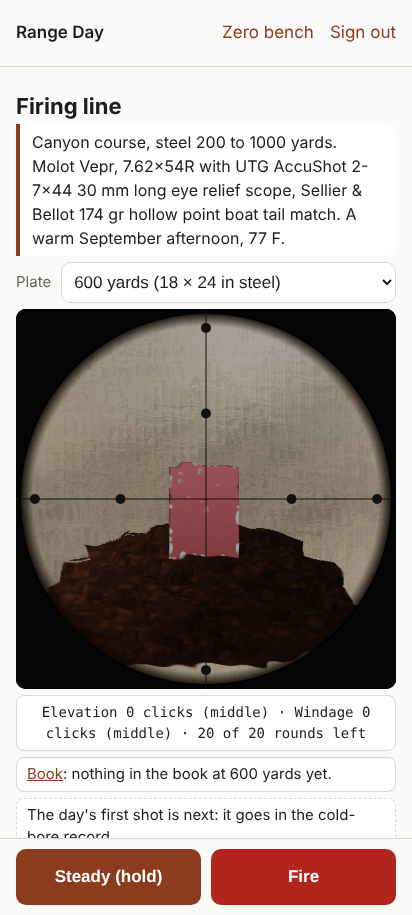 Range Day
Zero bench
Sign out
Firing line
Canyon course, steel 200 to 1000 yards.
Molot Vepr, 7.62×54R with UTG AccuShot 2-
7×44 30 mm long eye relief scope, Sellier &
Bellot 174 gr hollow point boat tail match. A
warm September afternoon, 77 F.
Plate
600 yards (18 × 24 in steel)
Elevation 0 clicks (middle) · Windage 0
clicks (middle) · 20 of 20 rounds left
Book: nothing in the book at 600 yards yet.
The day's first shot is next: it goes in the cold-
bore record
Steady (hold)
Fire